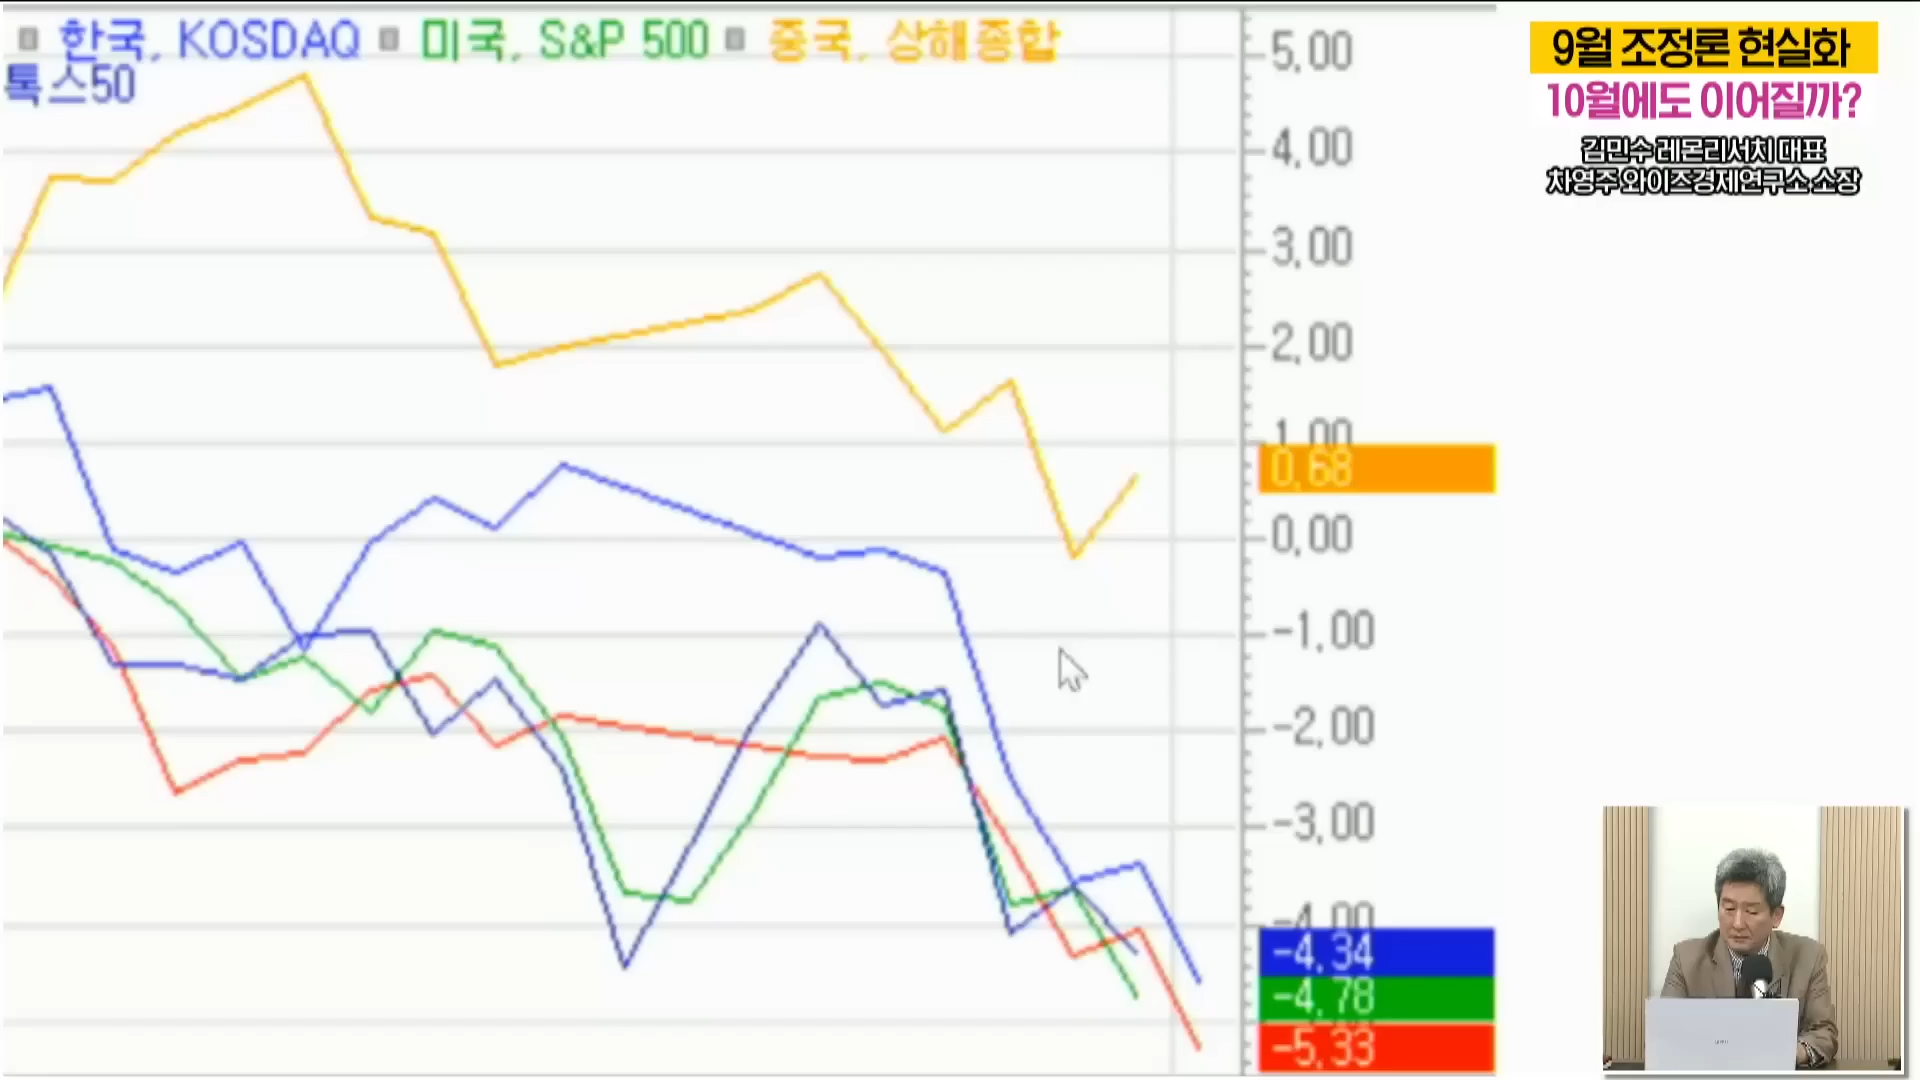 한국, KOSDAQ 미국, S&P 500 중국, 상해종합
톡스50
5,00
4,00
3,00
2,00
1,00
0,68
0,00
-1,00
-2,00
-3,00
-4,00
-4,34
-4,78
-5,33
9월 조정론 현실화
10월에도 이어질까?
김민수 레몬리서치 대표
차영주 와이즈경제연구소 소장